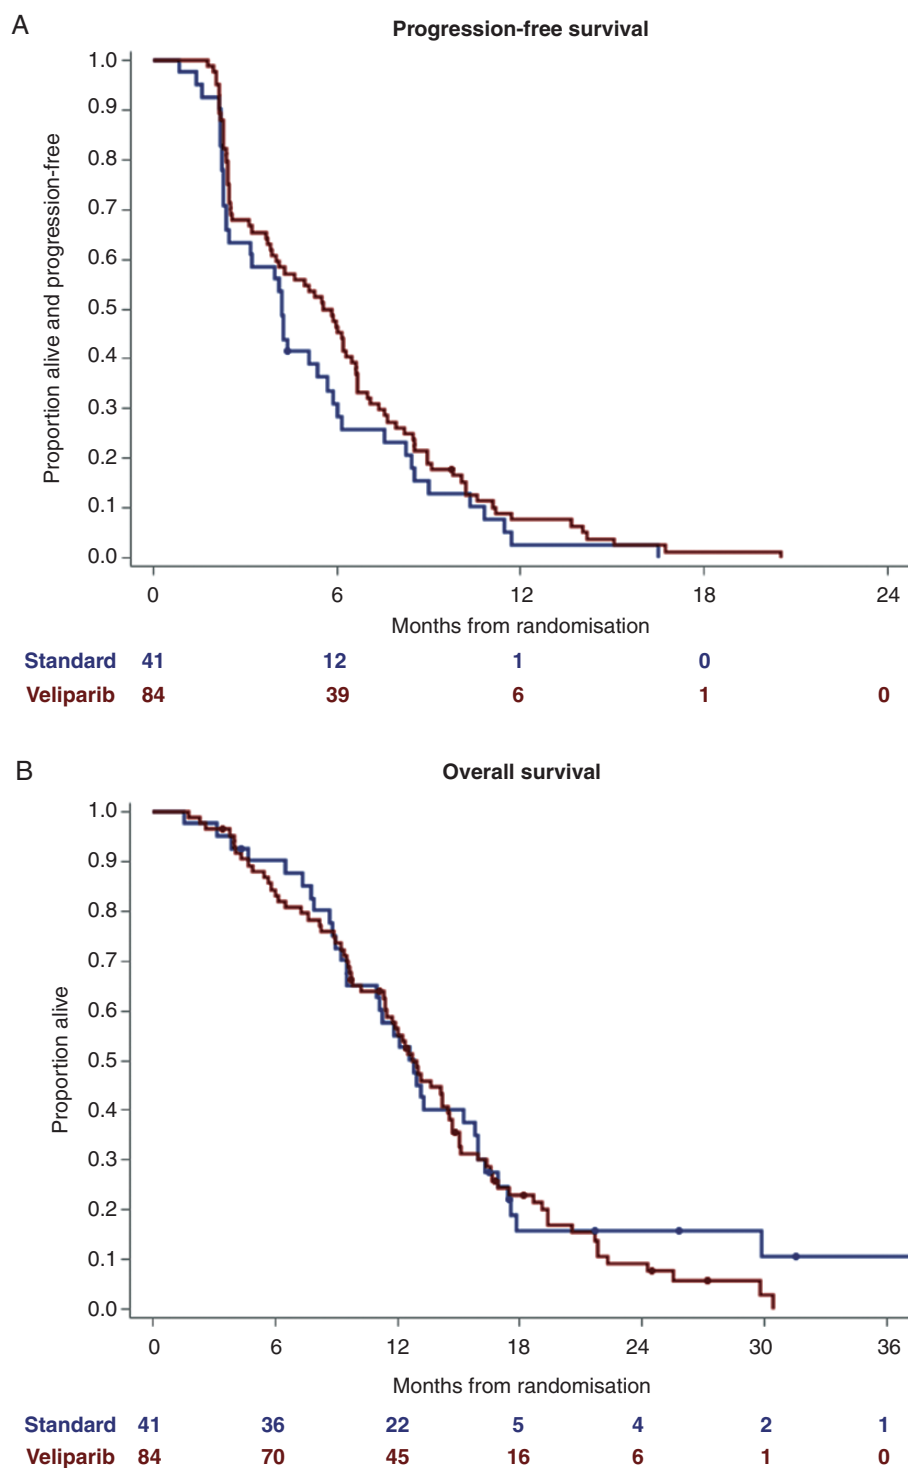 A
Progression-free survival
Proportion alive and progression-free
1.0
0.9
0.8
0.7
0.6
0.5
0.4
0.3
0.2
0.1
0.0
0 6 12 18 24
Months from randomisation
Standard 41 12 1 0
Veliparib 84 39 6 1 0
B
Overall survival
Proportion alive
1.0
0.9
0.8
0.7
0.6
0.5
0.4
0.3
0.2
0.1
0.0
0 6 12 18 24 30 36
Months from randomisation
Standard 41 36 22 5 4 2 1
Veliparib 84 70 45 16 6 1 0